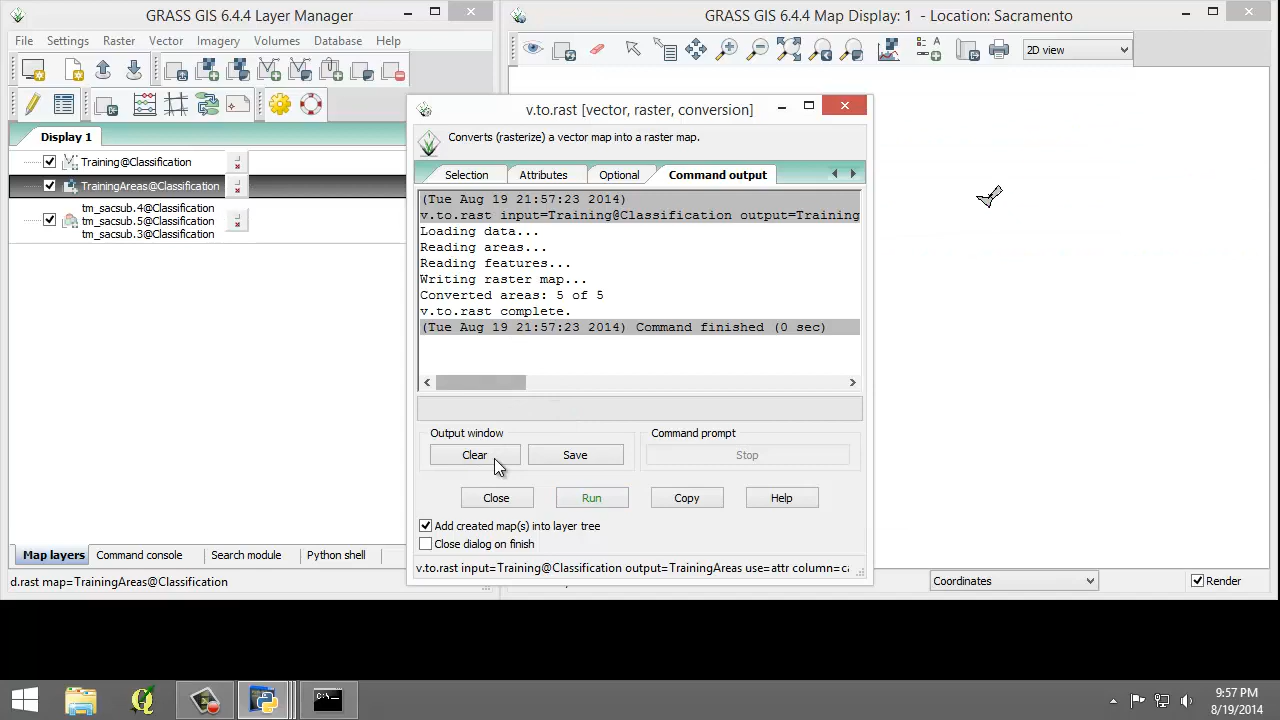 GRASS GIS 6.4.4 Layer Manager
GRASS GIS 6.4.4 Map Display: 1 - Location: Sacramento
File Settings Raster Vector Imagery Volumes Database Help
2D view
Display 1
Training@Classification
TrainingAreas@Classification
tm_sacsub.4@Classification
tm_sacsub.5@Classification
tm_sacsub.3@Classification
v.to.rast [vector, raster, conversion]
Converts (rasterize) a vector map into a raster map.
Selection Attributes Optional Command output
(Tue Aug 19 21:57:23 2014)
v.to.rast input=Training@Classification output=Training
Loading data...
Reading areas...
Reading features...
Writing raster map...
Converted areas: 5 of 5
v.to.rast complete.
(Tue Aug 19 21:57:23 2014) Command finished (0 sec)
Output window Command prompt
Clear Save Stop
Close Run Copy Help
Add created map(s) into layer tree
Close dialog on finish
v.to.rast input=Training@Classification output=TrainingAreas use=attr column=ca
Map layers Command console Search module Python shell
d.rast map=TrainingAreas@Classification
Coordinates
Render
9:57 PM
8/19/2014